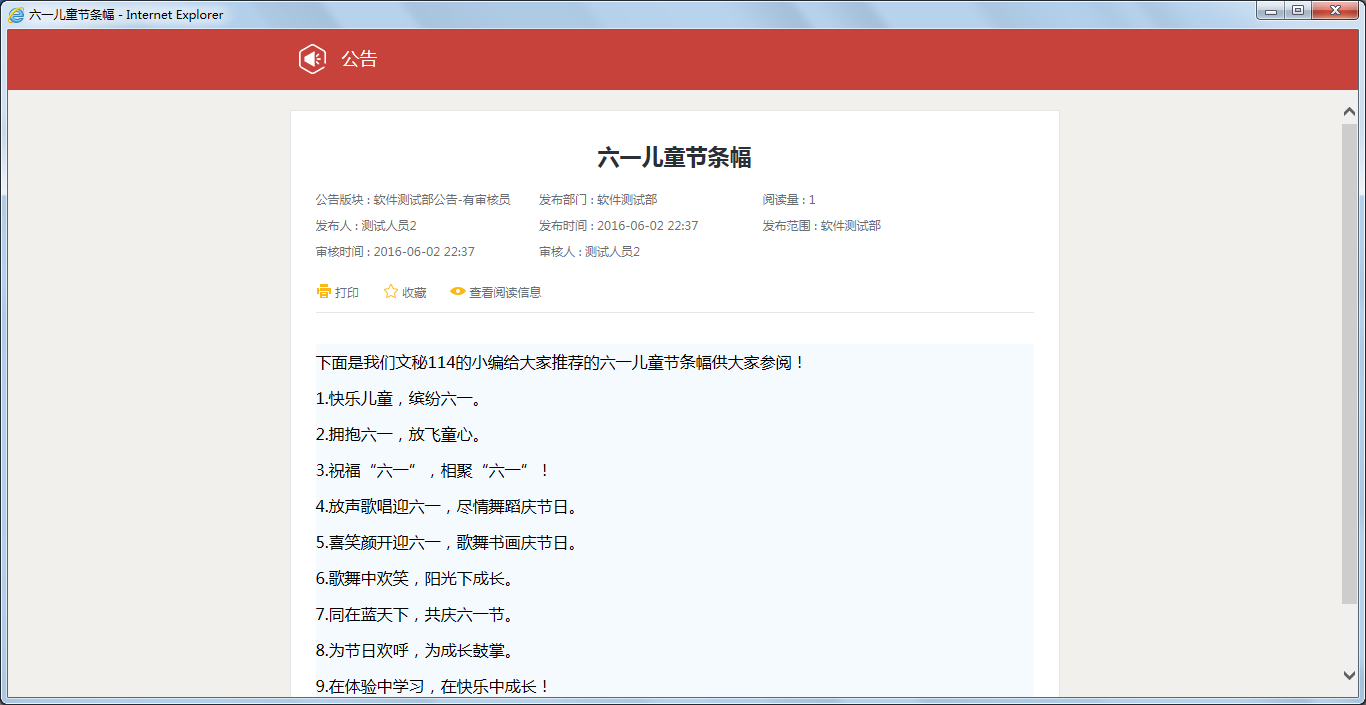 六一儿童节条幅 - Internet Explorer
公告
六一儿童节条幅
公告版块 : 软件测试部公告-有审核员 发布部门 : 软件测试部 阅读量 : 1
发布人 : 测试人员2 发布时间 : 2016-06-02 22:37 发布范围 : 软件测试部
审核时间 : 2016-06-02 22:37 审核人 : 测试人员2
打印 收藏 查看阅读信息
下面是我们文秘114的小编给大家推荐的六一儿童节条幅供大家参阅！
1.快乐儿童，缤纷六一。
2.拥抱六一，放飞童心。
3.祝福“六一”，相聚“六一”！
4.放声歌唱迎六一，尽情舞蹈庆节日。
5.喜笑颜开迎六一，歌舞书画庆节日。
6.歌舞中欢笑，阳光下成长。
7.同在蓝天下，共庆六一节。
8.为节日欢呼，为成长鼓掌。
9.在体验中学习，在快乐中成长！